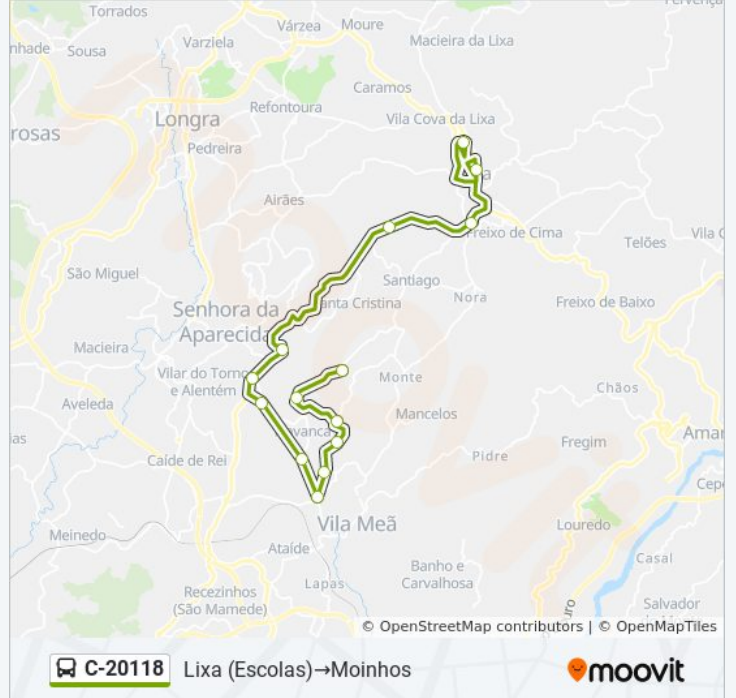 Torrados
Várzea
Moure
nhade
Sousa
Varziela
Macieira da Lixa
Caramos
Refontoura
Vila Cova da Lixa
Longra
rosas
Pedreira
Airães
Freixo de Cima
Telões
Vila
São Miguel
Santiago
Nora
Freixo de Baixo
Senhora da
Aparecida
anta Cristina
Macieira
Vilar do Torno
e Alentém
Monte
Chãos
Aveleda
Mancelos
Amar
Fregim
Pidre
as
Caíde de Rei
Cepe
Louredo
Vila Meã
Meinedo
Ataíde
Casal
Lapas
Banho e
Carvalhosa
Recezinhos
(São Mamede)
Salvador
© OpenStreetMap contributors | © OpenMapTiles
C-20118 Lixa (Escolas)→Moinhos moovit